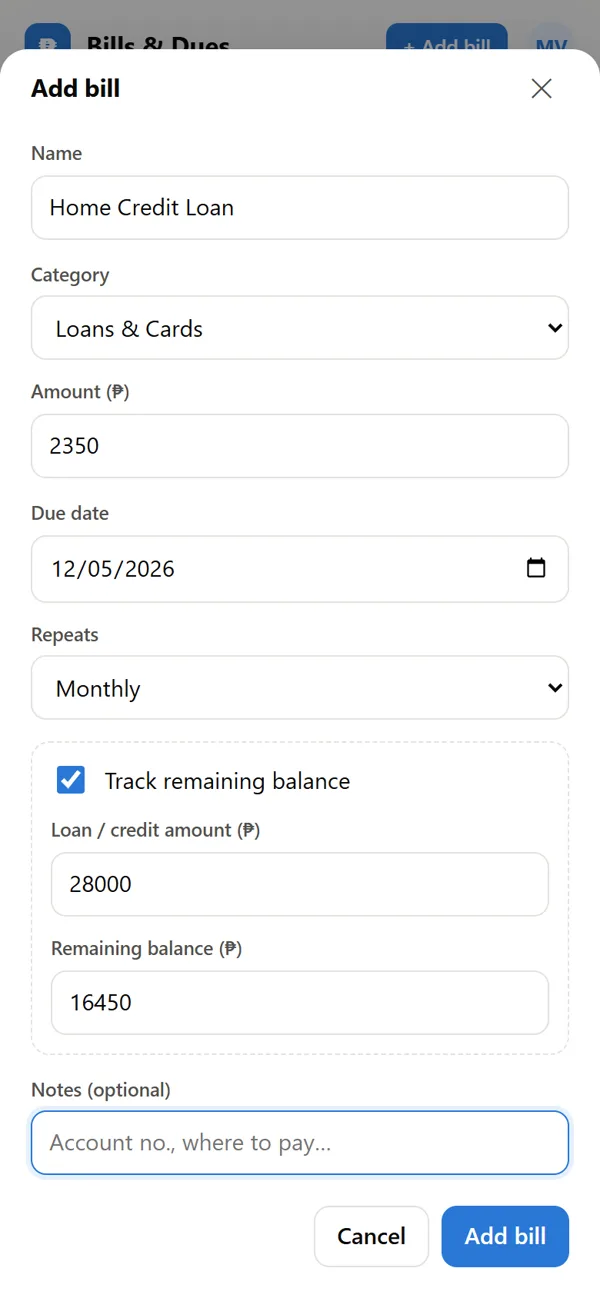 ₱ Bills & Dues + Add bill MV
Add bill
Name
Home Credit Loan
Category
Loans & Cards
Amount (₱)
2350
Due date
12/05/2026
Repeats
Monthly
Track remaining balance
Loan / credit amount (₱)
28000
Remaining balance (₱)
16450
Notes (optional)
Account no., where to pay...
Cancel Add bill